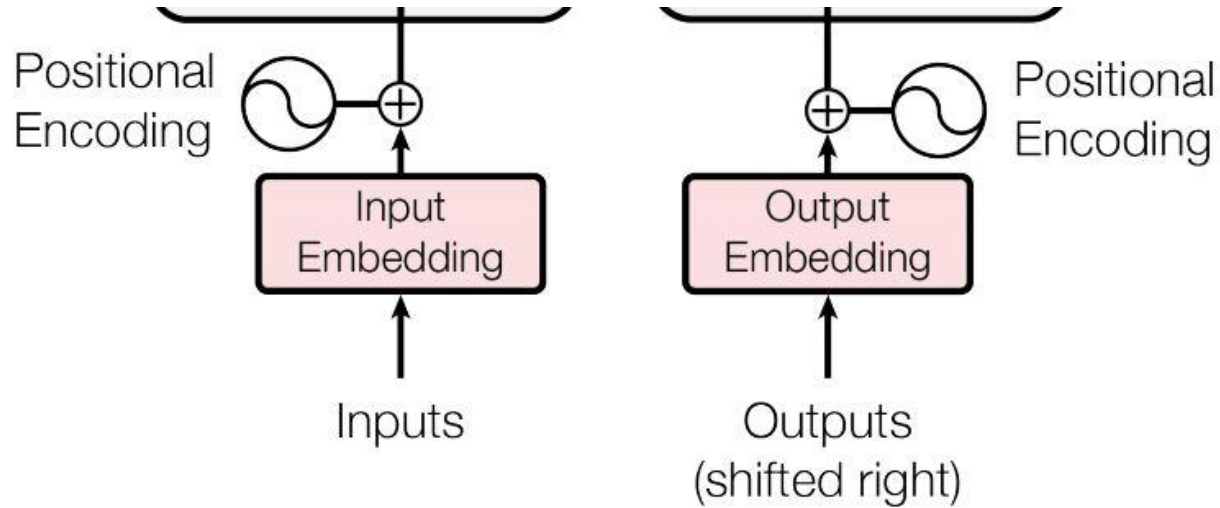 Positional
Encoding
Input
Embedding
Inputs
Positional
Encoding
Output
Embedding
Outputs
(shifted right)